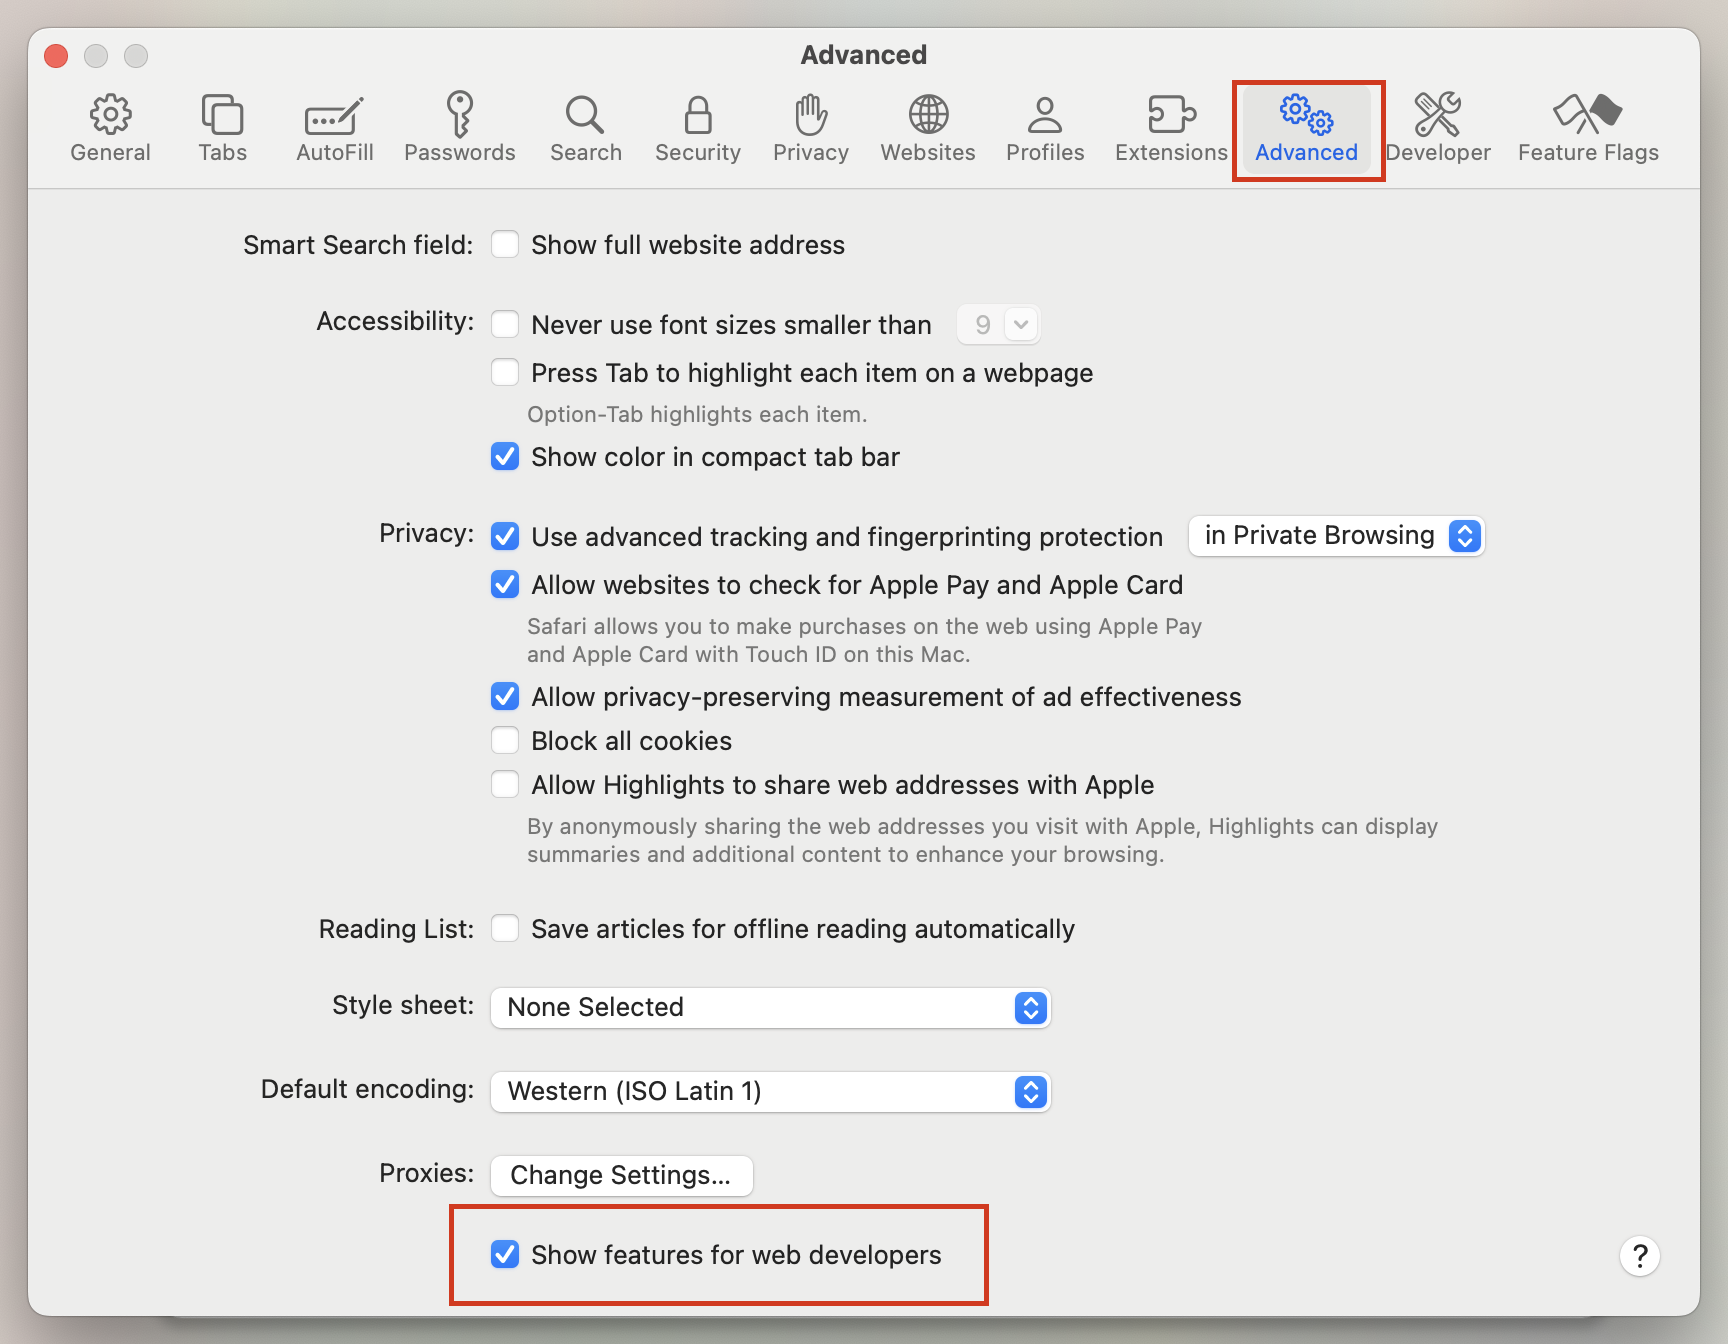 Advanced
General Tabs AutoFill Passwords Search Security Privacy Websites Profiles Extensions Advanced Developer Feature Flags
Smart Search field: Show full website address
Accessibility: Never use font sizes smaller than 9
Press Tab to highlight each item on a webpage
Option-Tab highlights each item.
Show color in compact tab bar
Privacy: Use advanced tracking and fingerprinting protection in Private Browsing
Allow websites to check for Apple Pay and Apple Card
Safari allows you to make purchases on the web using Apple Pay
and Apple Card with Touch ID on this Mac.
Allow privacy-preserving measurement of ad effectiveness
Block all cookies
Allow Highlights to share web addresses with Apple
By anonymously sharing the web addresses you visit with Apple, Highlights can display
summaries and additional content to enhance your browsing.
Reading List: Save articles for offline reading automatically
Style sheet: None Selected
Default encoding: Western (ISO Latin 1)
Proxies: Change Settings...
Show features for web developers
?